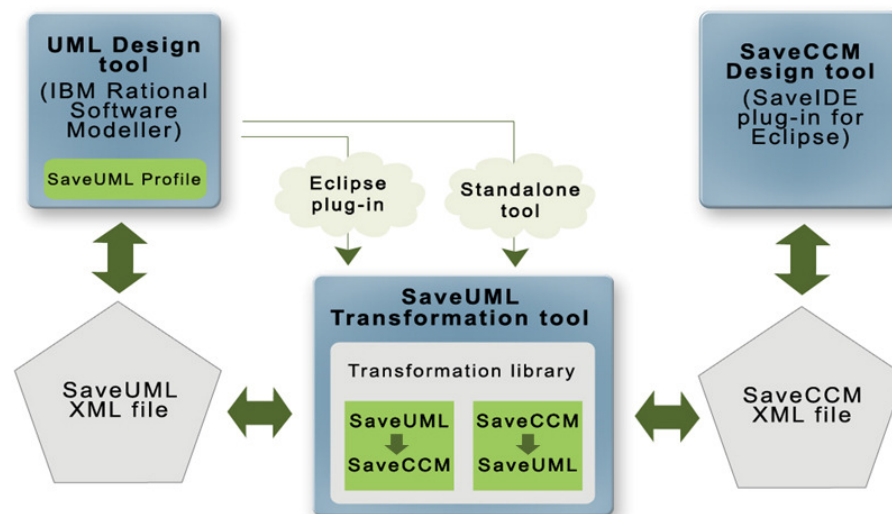 UML Design
tool
(IBM Rational
Software
Modeller)
SaveUML Profile
Eclipse
plug-in
Standalone
tool
SaveCCM
Design tool
(SaveIDE
plug-in for
Eclipse)
SaveUML
XML file
SaveUML
Transformation tool
Transformation library
SaveUML
SaveCCM
SaveCCM
SaveUML
SaveCCM
XML file